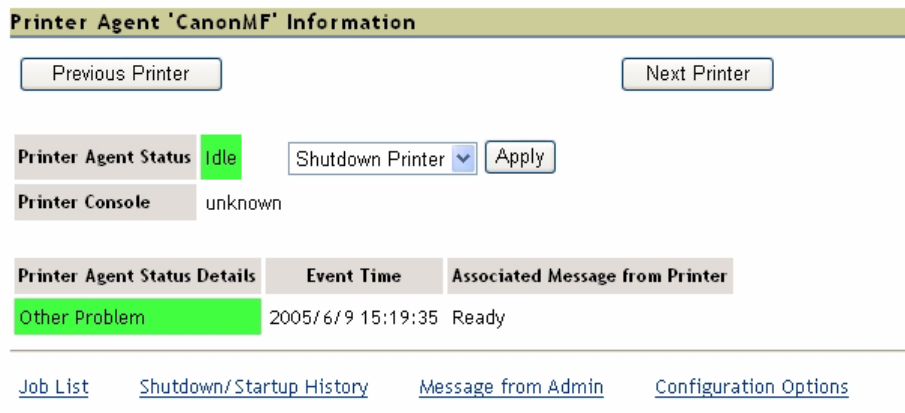 Printer Agent 'CanonMF' Information
Previous Printer Next Printer
Printer Agent Status Idle Shutdown Printer Apply
Printer Console unknown
Printer Agent Status Details Event Time Associated Message from Printer
Other Problem 2005/6/9 15:19:35 Ready
Job List Shutdown/Startup History Message from Admin Configuration Options